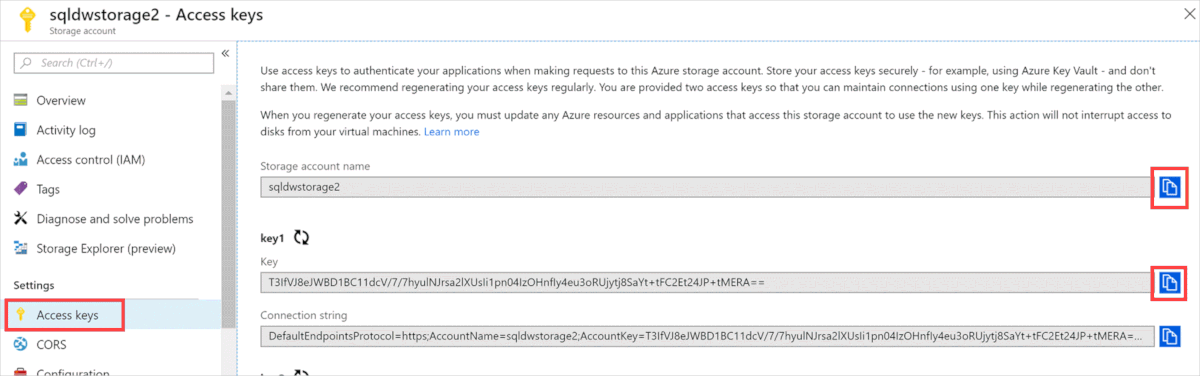 sqldwstorage2 - Access keys
Storage account
Search (Ctrl+/)
Overview
Activity log
Access control (IAM)
Tags
Diagnose and solve problems
Storage Explorer (preview)
Settings
Access keys
CORS
Configuration
Use access keys to authenticate your applications when making requests to this Azure storage account. Store your access keys securely - for example, using Azure Key Vault - and don't
share them. We recommend regenerating your access keys regularly. You are provided two access keys so that you can maintain connections using one key while regenerating the other.
When you regenerate your access keys, you must update any Azure resources and applications that access this storage account to use the new keys. This action will not interrupt access to
disks from your virtual machines. Learn more
Storage account name
sqldwstorage2
key1
Key
T3IfVJ8eJWBD1BC11dcV/7/7hyulNJrsa2lXUsIi1pn04IzOHnfly4eu3oRUjytj8SaYt+tFC2Et24JP+tMERA==
Connection string
DefaultEndpointsProtocol=https;AccountName=sqldwstorage2;AccountKey=T3IfVJ8eJWBD1BC11dcV/7/7hyulNJrsa2lXUsIi1pn04IzOHnfly4eu3oRUjytj8SaYt+tFC2Et24JP+tMERA=...